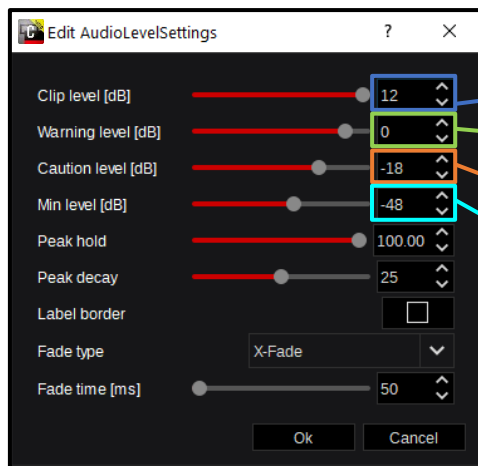 Edit AudioLevelSettings ?
Clip level [dB] 12
Warning level [dB] 0
Caution level [dB] -18
Min level [dB] -48
Peak hold 100.00
Peak decay 25
Label border
Fade type X-Fade
Fade time [ms] 50
Ok Cancel